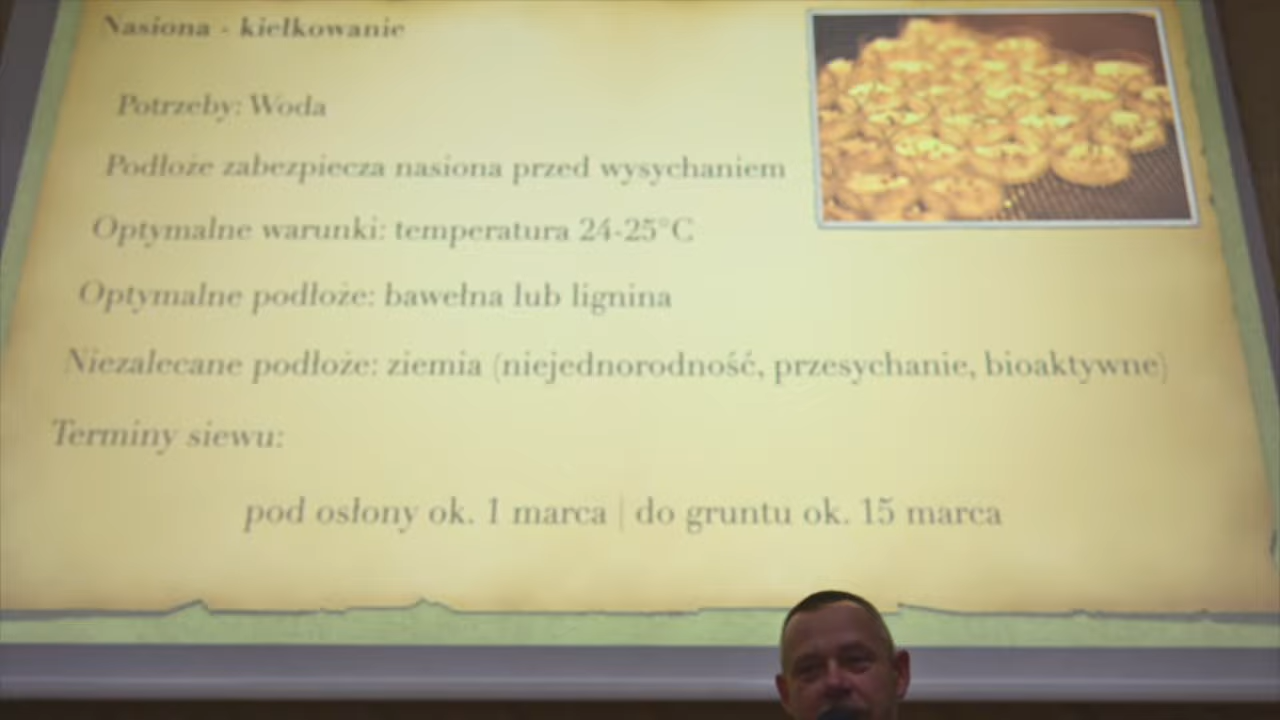 Nasiona - kiełkowanie
Potrzeby: Woda
Podłoże zabezpiecza nasiona przed wysychaniem
Optymalne warunki: temperatura 24-25°C
Optymalne podłoże: bawełna lub lignina
Niezalecane podłoże: ziemia (niejednorodność, przesychanie, bioaktywne)
Terminy siewu:
pod osłony ok. 1 marca | do gruntu ok. 15 marca